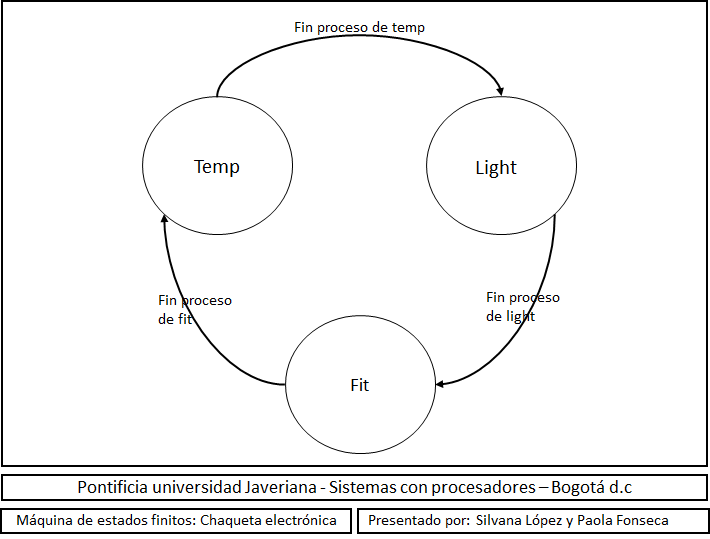 Fin proceso de temp
Temp
Light
Fin proceso
de fit
Fin proceso
de light
Fit
Pontificia universidad Javeriana - Sistemas con procesadores – Bogotá d.c
Máquina de estados finitos: Chaqueta electrónica
Presentado por: Silvana López y Paola Fonseca